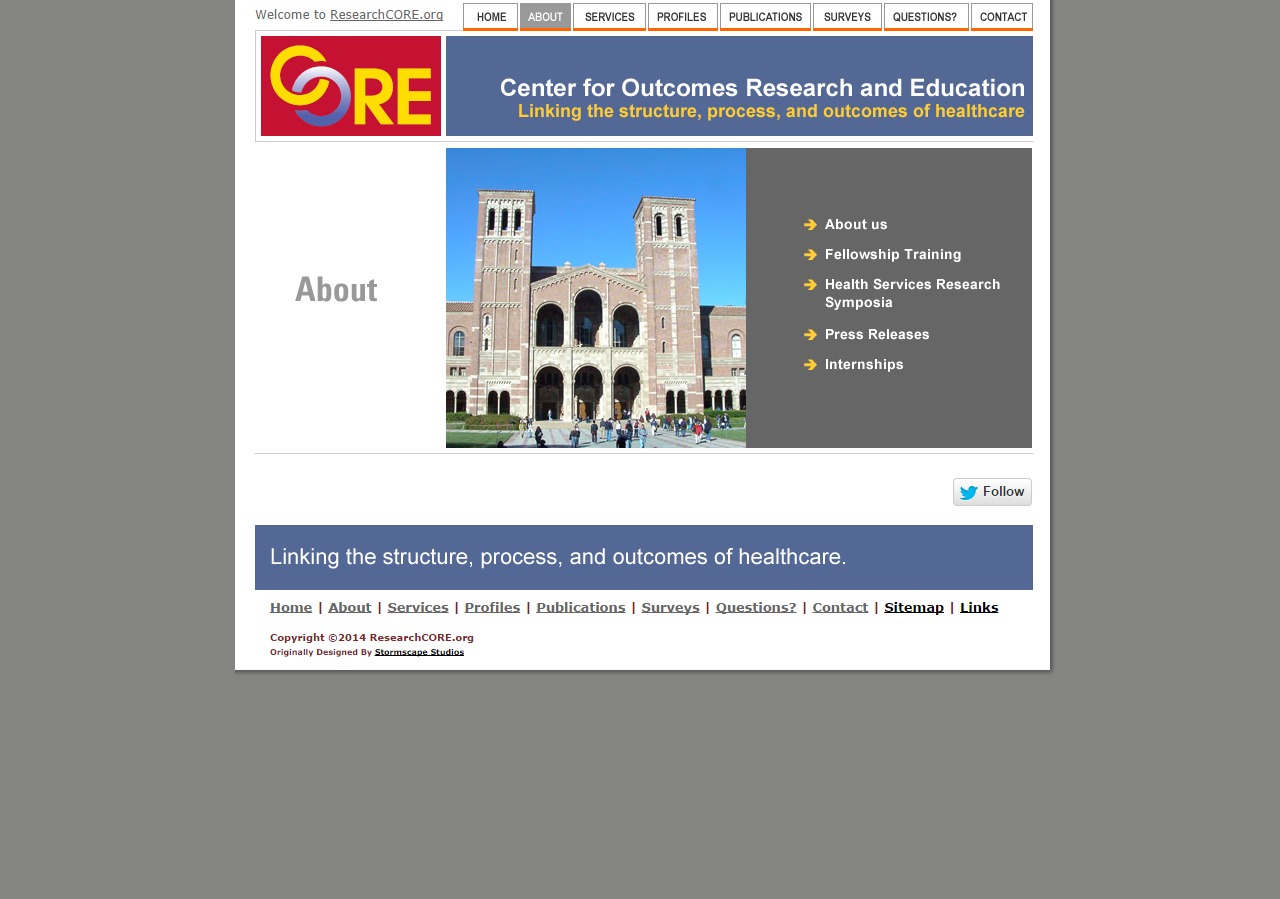 Welcome to ResearchCORE.org
HOME ABOUT SERVICES PROFILES PUBLICATIONS SURVEYS QUESTIONS? CONTACT
CORE
Center for Outcomes Research and Education
Linking the structure, process, and outcomes of healthcare
About
About us
Fellowship Training
Health Services Research
Symposia
Press Releases
Internships
Follow
Linking the structure, process, and outcomes of healthcare.
Home | About | Services | Profiles | Publications | Surveys | Questions? | Contact | Sitemap | Links
Copyright ©2014 ResearchCORE.org
Originally Designed By Stormscape Studios